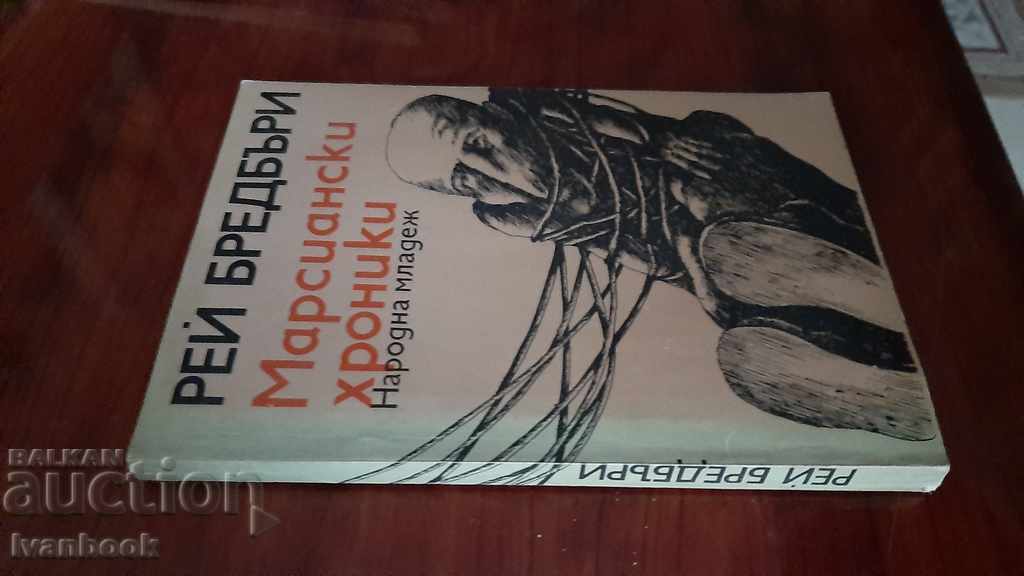 РЕЙ БРЕДБЪРИ
Марсиански
хроники
Народна младеж
РЕЙ БРЕДБЪРИ
BALKAN
auction
Ivanbook